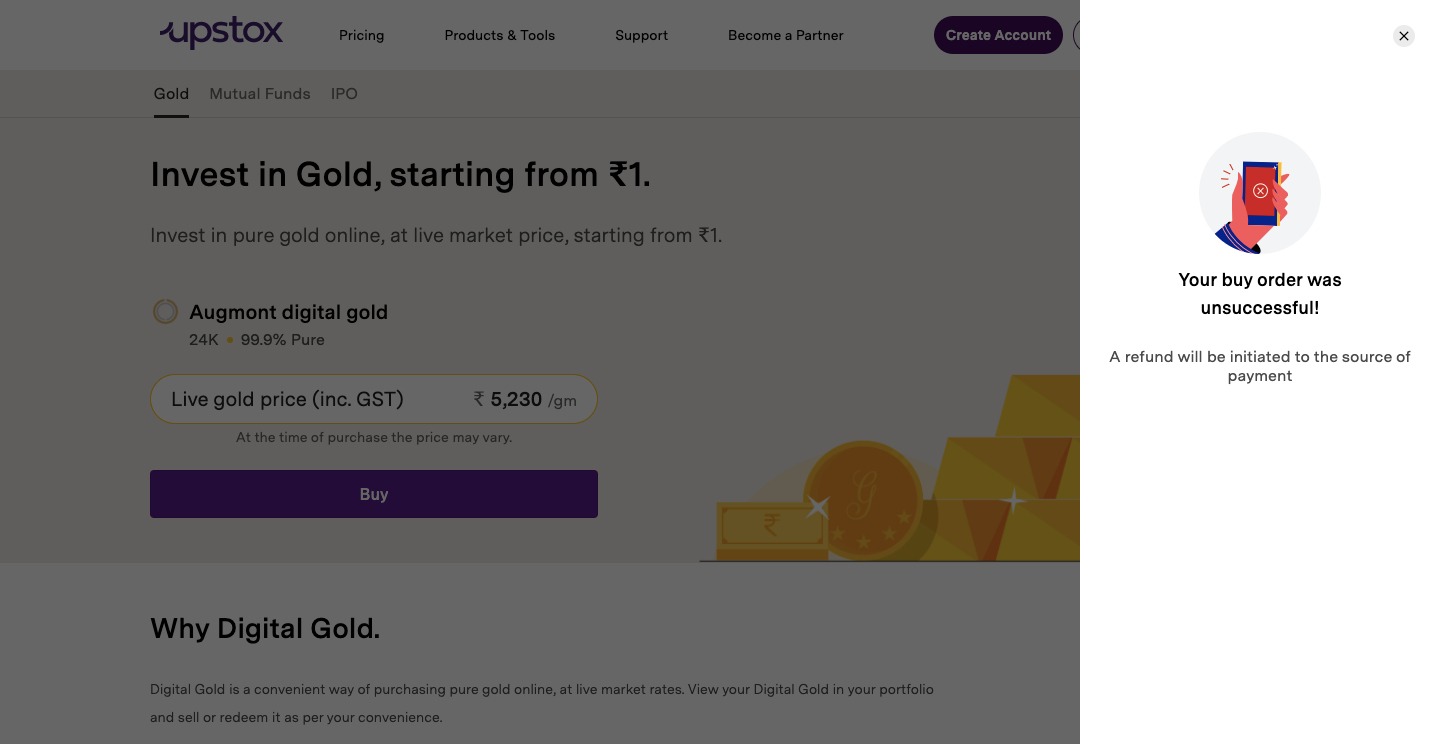 upstox
Pricing
Products & Tools
Support
Become a Partner
Create Account
Gold
Mutual Funds
IPO
Invest in Gold, starting from ₹1.
Invest in pure gold online, at live market price, starting from ₹1.
Augmont digital gold
24K • 99.9% Pure
Live gold price (inc. GST) ₹ 5,230 /gm
At the time of purchase the price may vary.
Buy
₹
G
Why Digital Gold.
Digital Gold is a convenient way of purchasing pure gold online, at live market rates. View your Digital Gold in your portfolio
and sell or redeem it as per your convenience.
Your buy order was
unsuccessful!
A refund will be initiated to the source of
payment